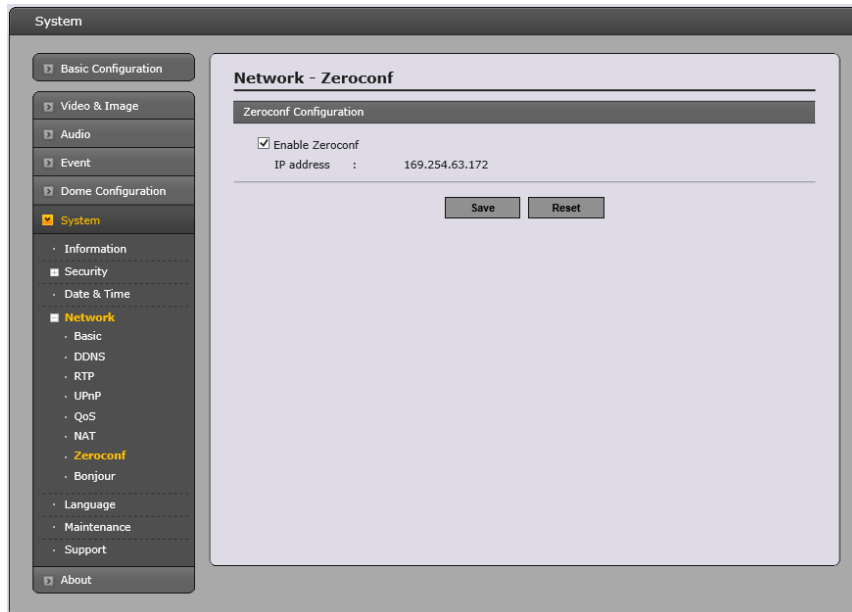 System
Basic Configuration
Video & Image
Audio
Event
Dome Configuration
System
· Information
Security
· Date & Time
Network
· Basic
· DDNS
· RTP
· UPnP
· QoS
· NAT
· Zeroconf
· Bonjour
· Language
· Maintenance
· Support
About
Network - Zeroconf
Zeroconf Configuration
Enable Zeroconf
IP address : 169.254.63.172
Save Reset